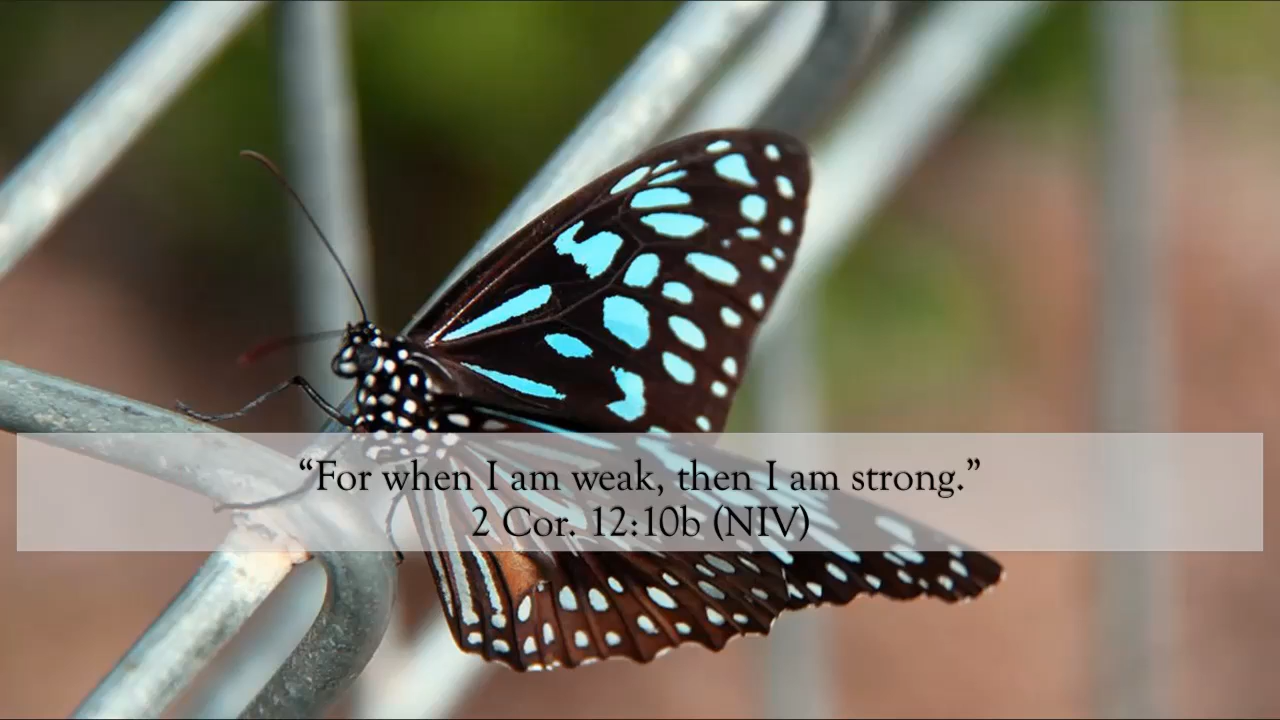 “For when I am weak, then I am strong.”
2 Cor. 12:10b (NIV)